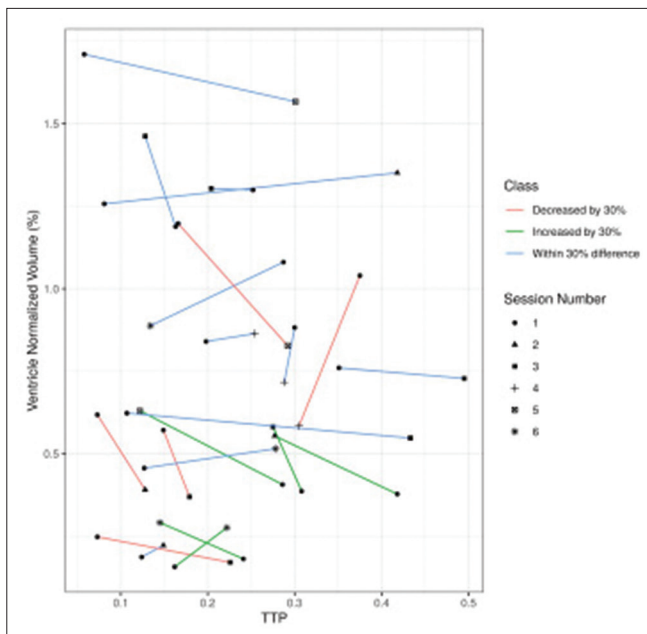 1.5
1.0
0.5
Ventricle Normalized Volume (%)
0.1 0.2 0.3 0.4 0.5
TTP
Class
Decreased by 30%
Increased by 30%
Within 30% difference
Session Number
1
2
3
4
5
6